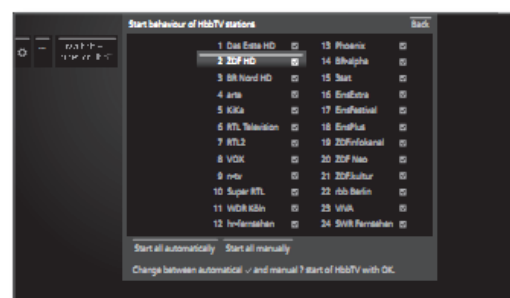 Start behaviour of HbbTV stations
Back
1 Das Erste HD
2 ZDF HD
3 BR Nord HD
4 arte
5 KiKa
6 RTL Television
7 RTL2
8 VOX
9 n-tv
10 Super RTL
11 WDR Köln
12 hr-fernsehen
13 Phoenix
14 BR-alpha
15 3sat
16 EinsExtra
17 EinsFestival
18 EinsPlus
19 ZDFinfokanal
20 ZDF Neo
21 ZDFkultur
22 rbb Berlin
23 VIVA
24 SWR Fernsehen
Start all automatically Start all manually
Change between automatical ✓ and manual ? start of HbbTV with OK.